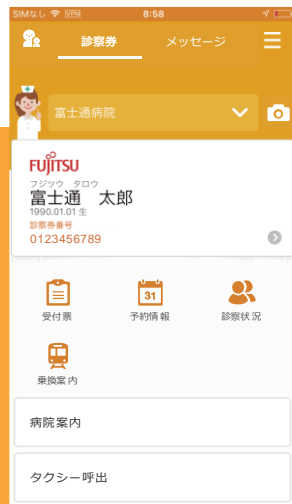 SIMなし VPN 8:58
診察券 メッセージ
富士通病院
FUJITSU
フジツウ タロウ
富士通 太郎
1990.01.01 生
診察券番号
0123456789
31
受付票 予約情報 診察状況
乗換案内
病院案内
タクシー呼出